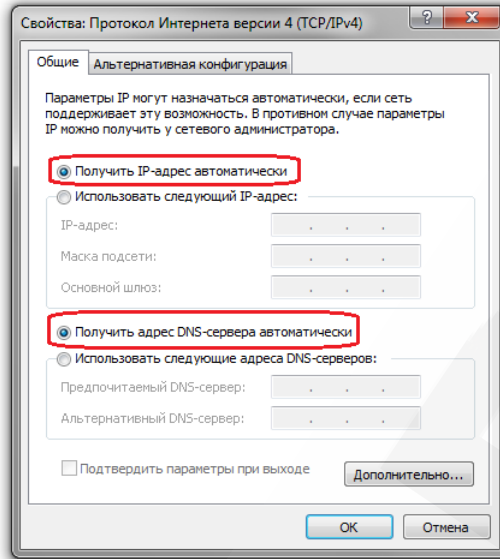 Свойства: Протокол Интернета версии 4 (TCP/IPv4)
Общие
Альтернативная конфигурация
Параметры IP могут назначаться автоматически, если сеть
поддерживает эту возможность. В противном случае параметры
IP можно получить у сетевого администратора.
Получить IP-адрес автоматически
Использовать следующий IP-адрес:
IP-адрес:
Маска подсети:
Основной шлюз:
Получить адрес DNS-сервера автоматически
Использовать следующие адреса DNS-серверов:
Предпочитаемый DNS-сервер:
Альтернативный DNS-сервер:
Подтвердить параметры при выходе
Дополнительно...
ОК
Отмена